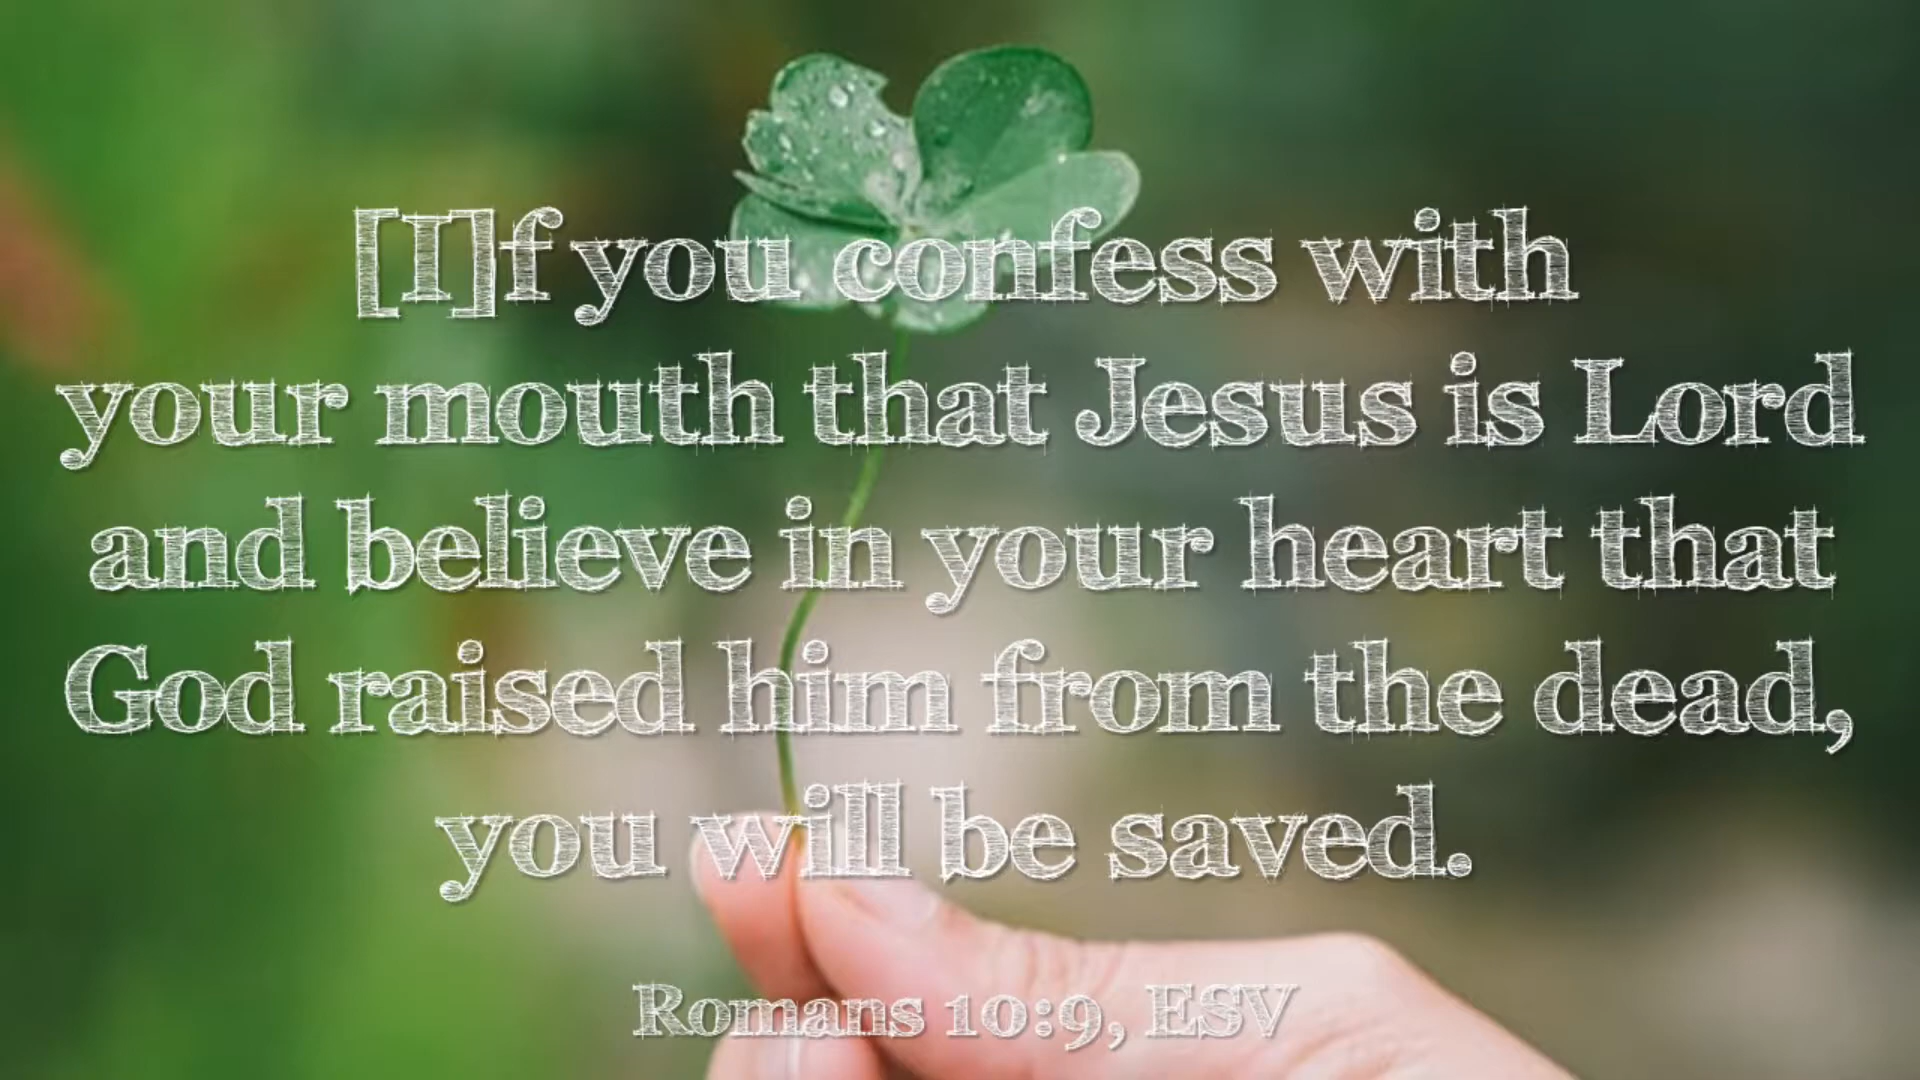 [I]f you confess with
your mouth that Jesus is Lord
and believe in your heart that
God raised him from the dead,
you will be saved.
Romans 10:9, ESV